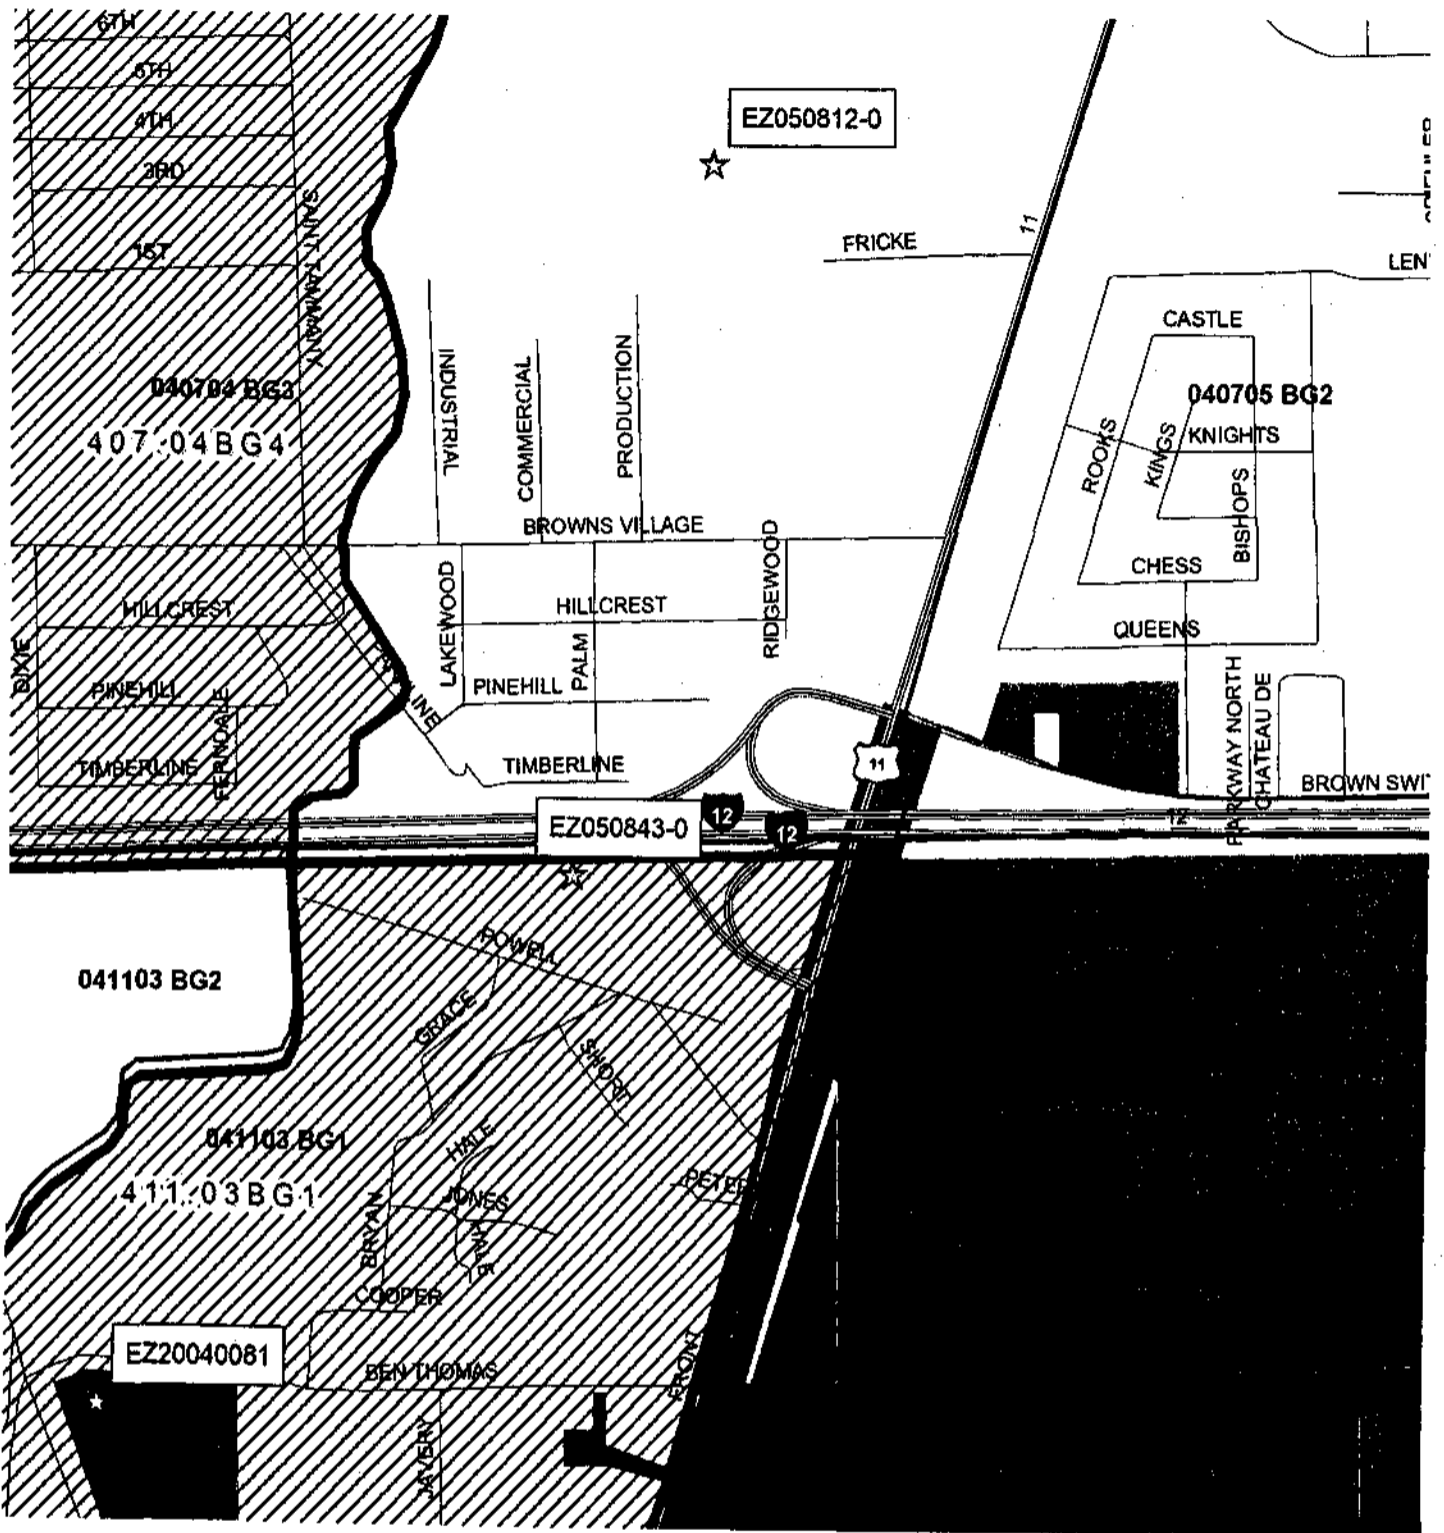 6TH
5TH
EZ050812-0
4TH
3RD
SAINT TAMMANY
11
FRICKE
1ST
LEN
CASTLE
INDUSTRIAL
COMMERCIAL
PRODUCTION
040704 BG3
040705 BG2
407.04BG4
ROOKS
KINGS
KNIGHTS
BISHOPS
BROWNS VILLAGE
RIDGEWOOD
CHESS
LAKEWOOD
HILLCREST
HILLCREST
QUEENS
DIXIE
PALM
PINEHILL
PINEHILL
FERNDALE
PARKWAY NORTH
CHATEAU DE
TIMBERLINE
TIMBERLINE
11
BROWN SWI
EZ050843-0
12
12
12
POWELL
041103 BG2
GRACE
SHORT
041103 BG1
HALE
411.03BG1
JONES
PETER
BRYAN
COOPER
EZ20040081
BEN THOMAS
FRONT
JAVERY